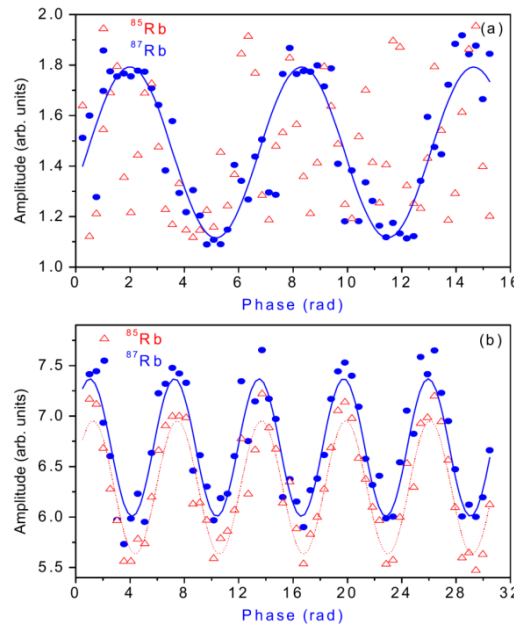 2.0
(a)
85Rb
87Rb
1.8
1.6
1.4
1.2
1.0
Amplitude (arb. units)
0 2 4 6 8 10 12 14 16
Phase (rad)
(b)
85Rb
87Rb
7.5
7.0
6.5
6.0
5.5
Amplitude (arb. units)
0 4 8 12 16 20 24 28 32
Phase (rad)